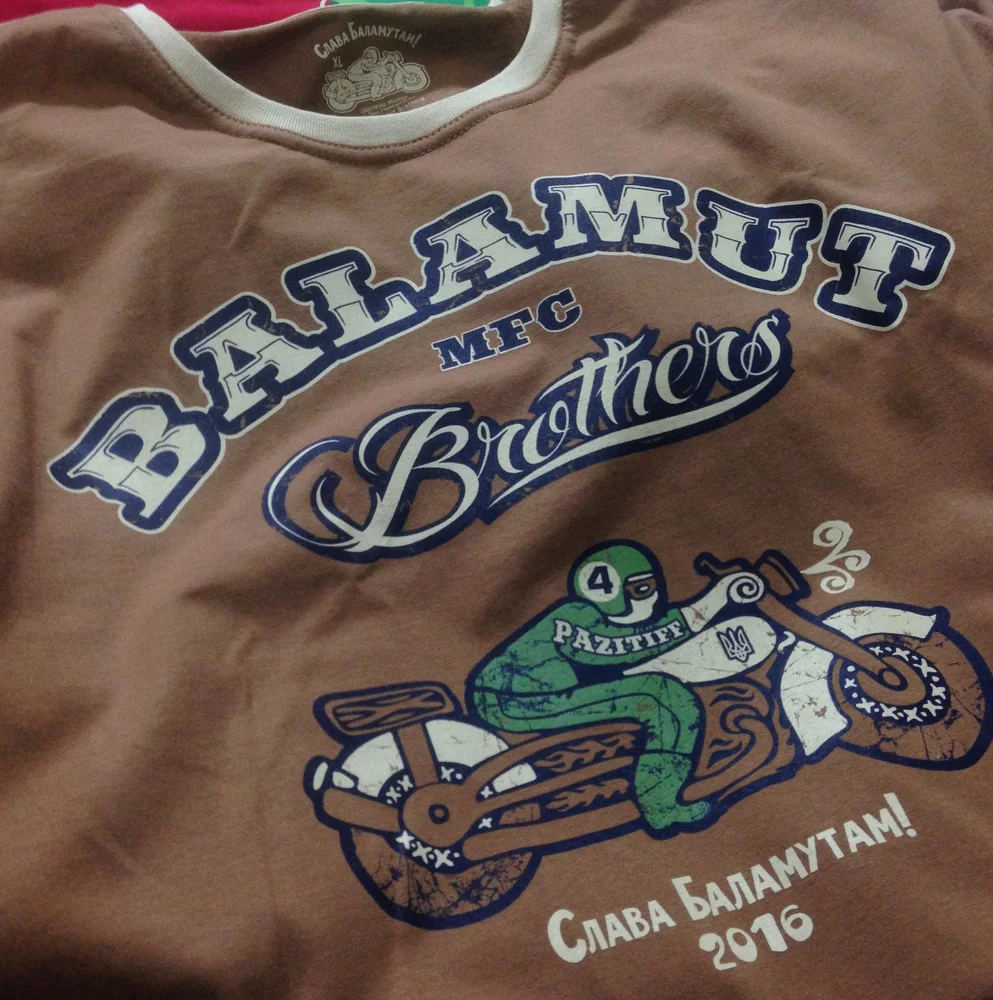 Слава Баламутам!
XL
BALAMUT
MFC
Brothers
4
PAZITIFF
Слава Баламутам!
2016